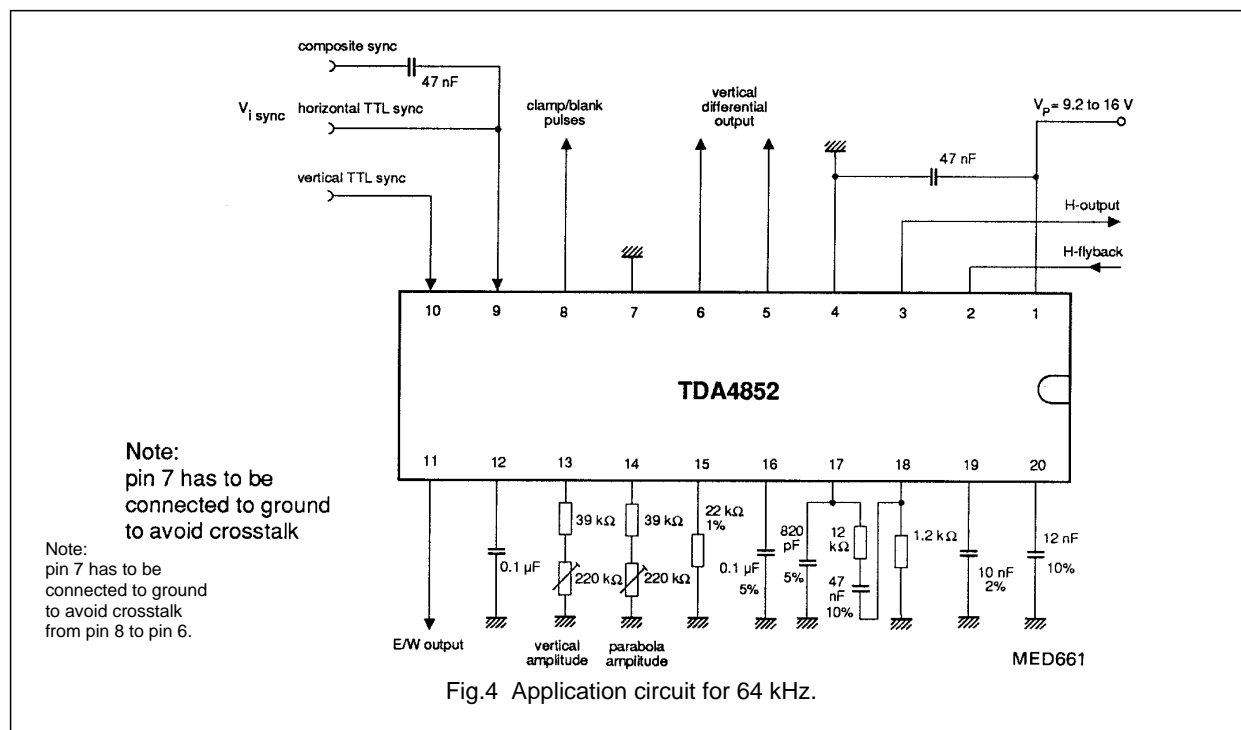 composite sync
47 nF
V i sync
horizontal TTL sync
vertical TTL sync
clamp/blank
pulses
vertical
differential
output
47 nF
VP = 9.2 to 16 V
H-output
H-flyback
10 9 8 7 6 5 4 3 2 1
TDA4852
11 12 13 14 15 16 17 18 19 20
Note:
pin 7 has to be
connected to ground
to avoid crosstalk
Note:
pin 7 has to be
connected to ground
to avoid crosstalk
from pin 8 to pin 6.
E/W output
0.1 µF
39 kΩ
220 kΩ
vertical
amplitude
39 kΩ
220 kΩ
parabola
amplitude
22 kΩ
1%
0.1 µF
5%
820
pF
5%
12
kΩ
47
nF
10%
1.2 kΩ
10 nF
2%
12 nF
10%
MED661
Fig.4 Application circuit for 64 kHz.